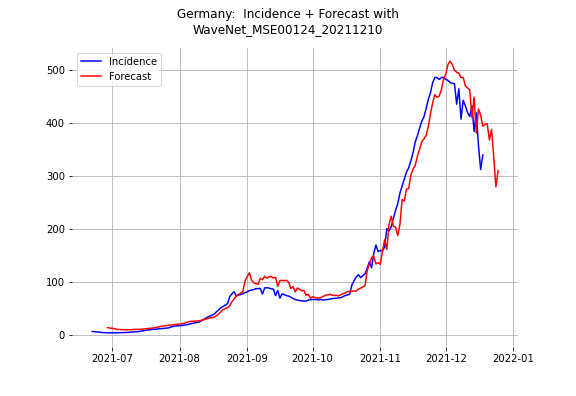 Germany:  Incidence + Forecast with
WaveNet_MSE00124_20211210
Incidence
Forecast
500
400
300
200
100
0
2021-07 2021-08 2021-09 2021-10 2021-11 2021-12 2022-01